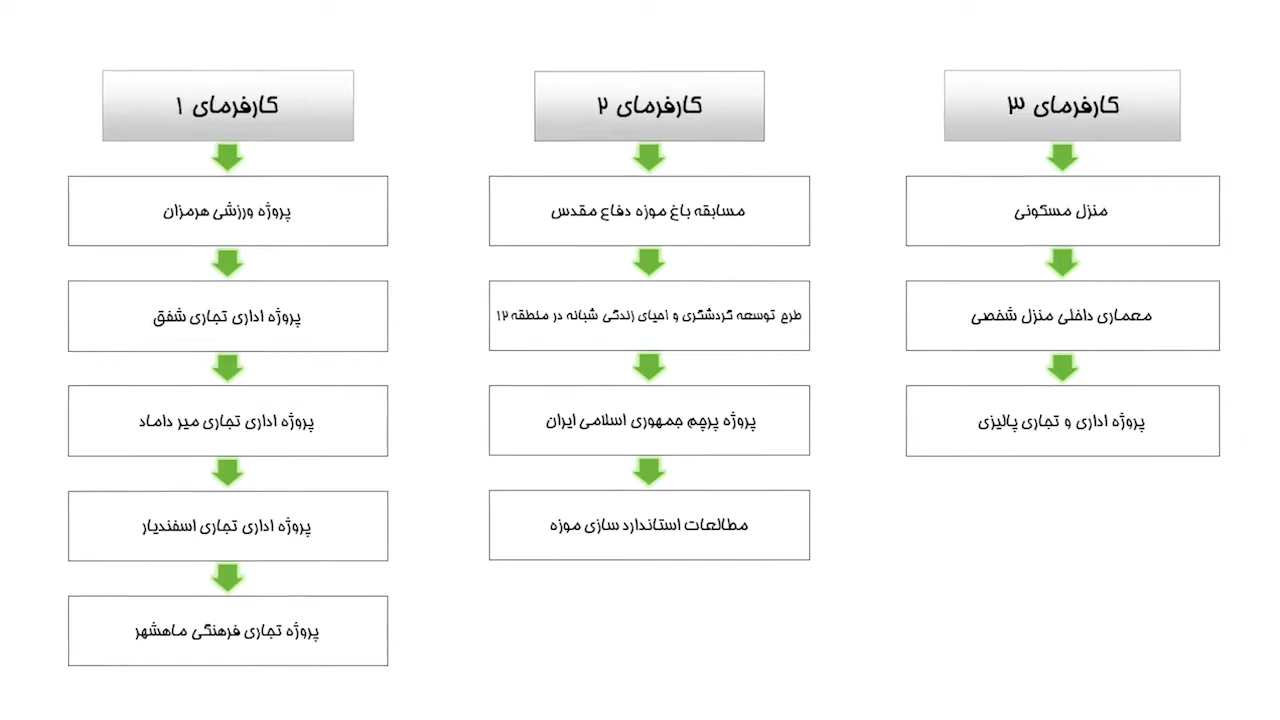 کارفرمای ۱
پروژه ورزشی هرمزان
پروژه اداری تجاری شفق
پروژه اداری تجاری میر داماد
پروژه اداری تجاری اسفندیار
پروژه تجاری فرهنگی ماهشهر
کارفرمای ۲
مسابقه باغ موزه دفاع مقدس
طرح توسعه گردشگری و احیای زندگی شبانه در منطقه ۱۲
پروژه پرچم جمهوری اسلامی ایران
مطالعات استاندارد سازی موزه
کارفرمای ۳
منزل مسکونی
معماری داخلی منزل شخصی
پروژه اداری و تجاری پالیزی